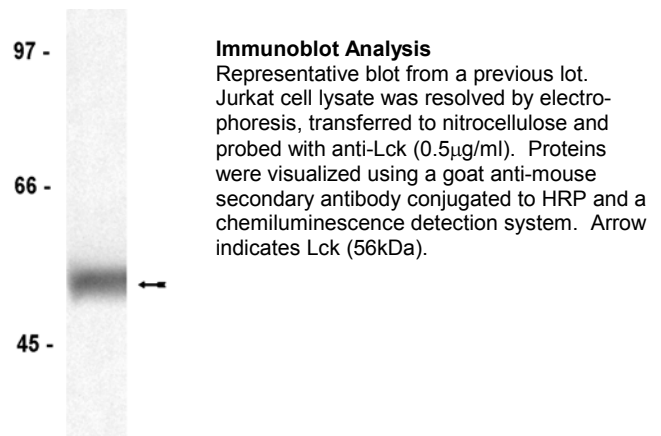 97 -
66 -
45 -
Immunoblot Analysis
Representative blot from a previous lot.
Jurkat cell lysate was resolved by electro-
phoresis, transferred to nitrocellulose and
probed with anti-Lck (0.5µg/ml).  Proteins
were visualized using a goat anti-mouse
secondary antibody conjugated to HRP and a
chemiluminescence detection system.  Arrow
indicates Lck (56kDa).